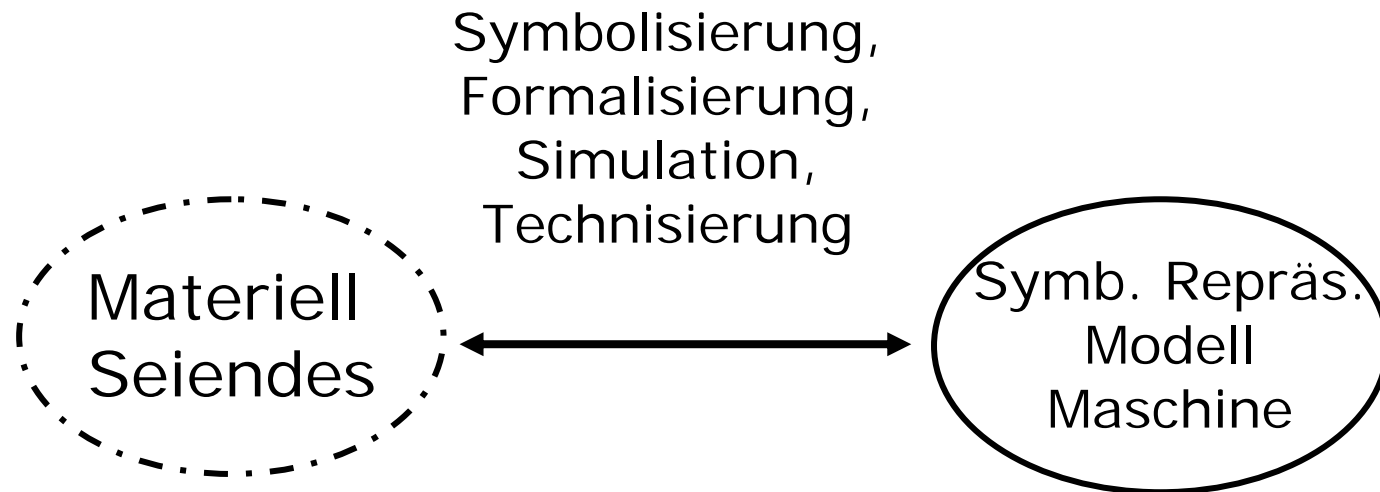 Symbolisierung,
Formalisierung,
Simulation,
Technisierung
Materiell
Seiendes
Symb. Repräs.
Modell
Maschine